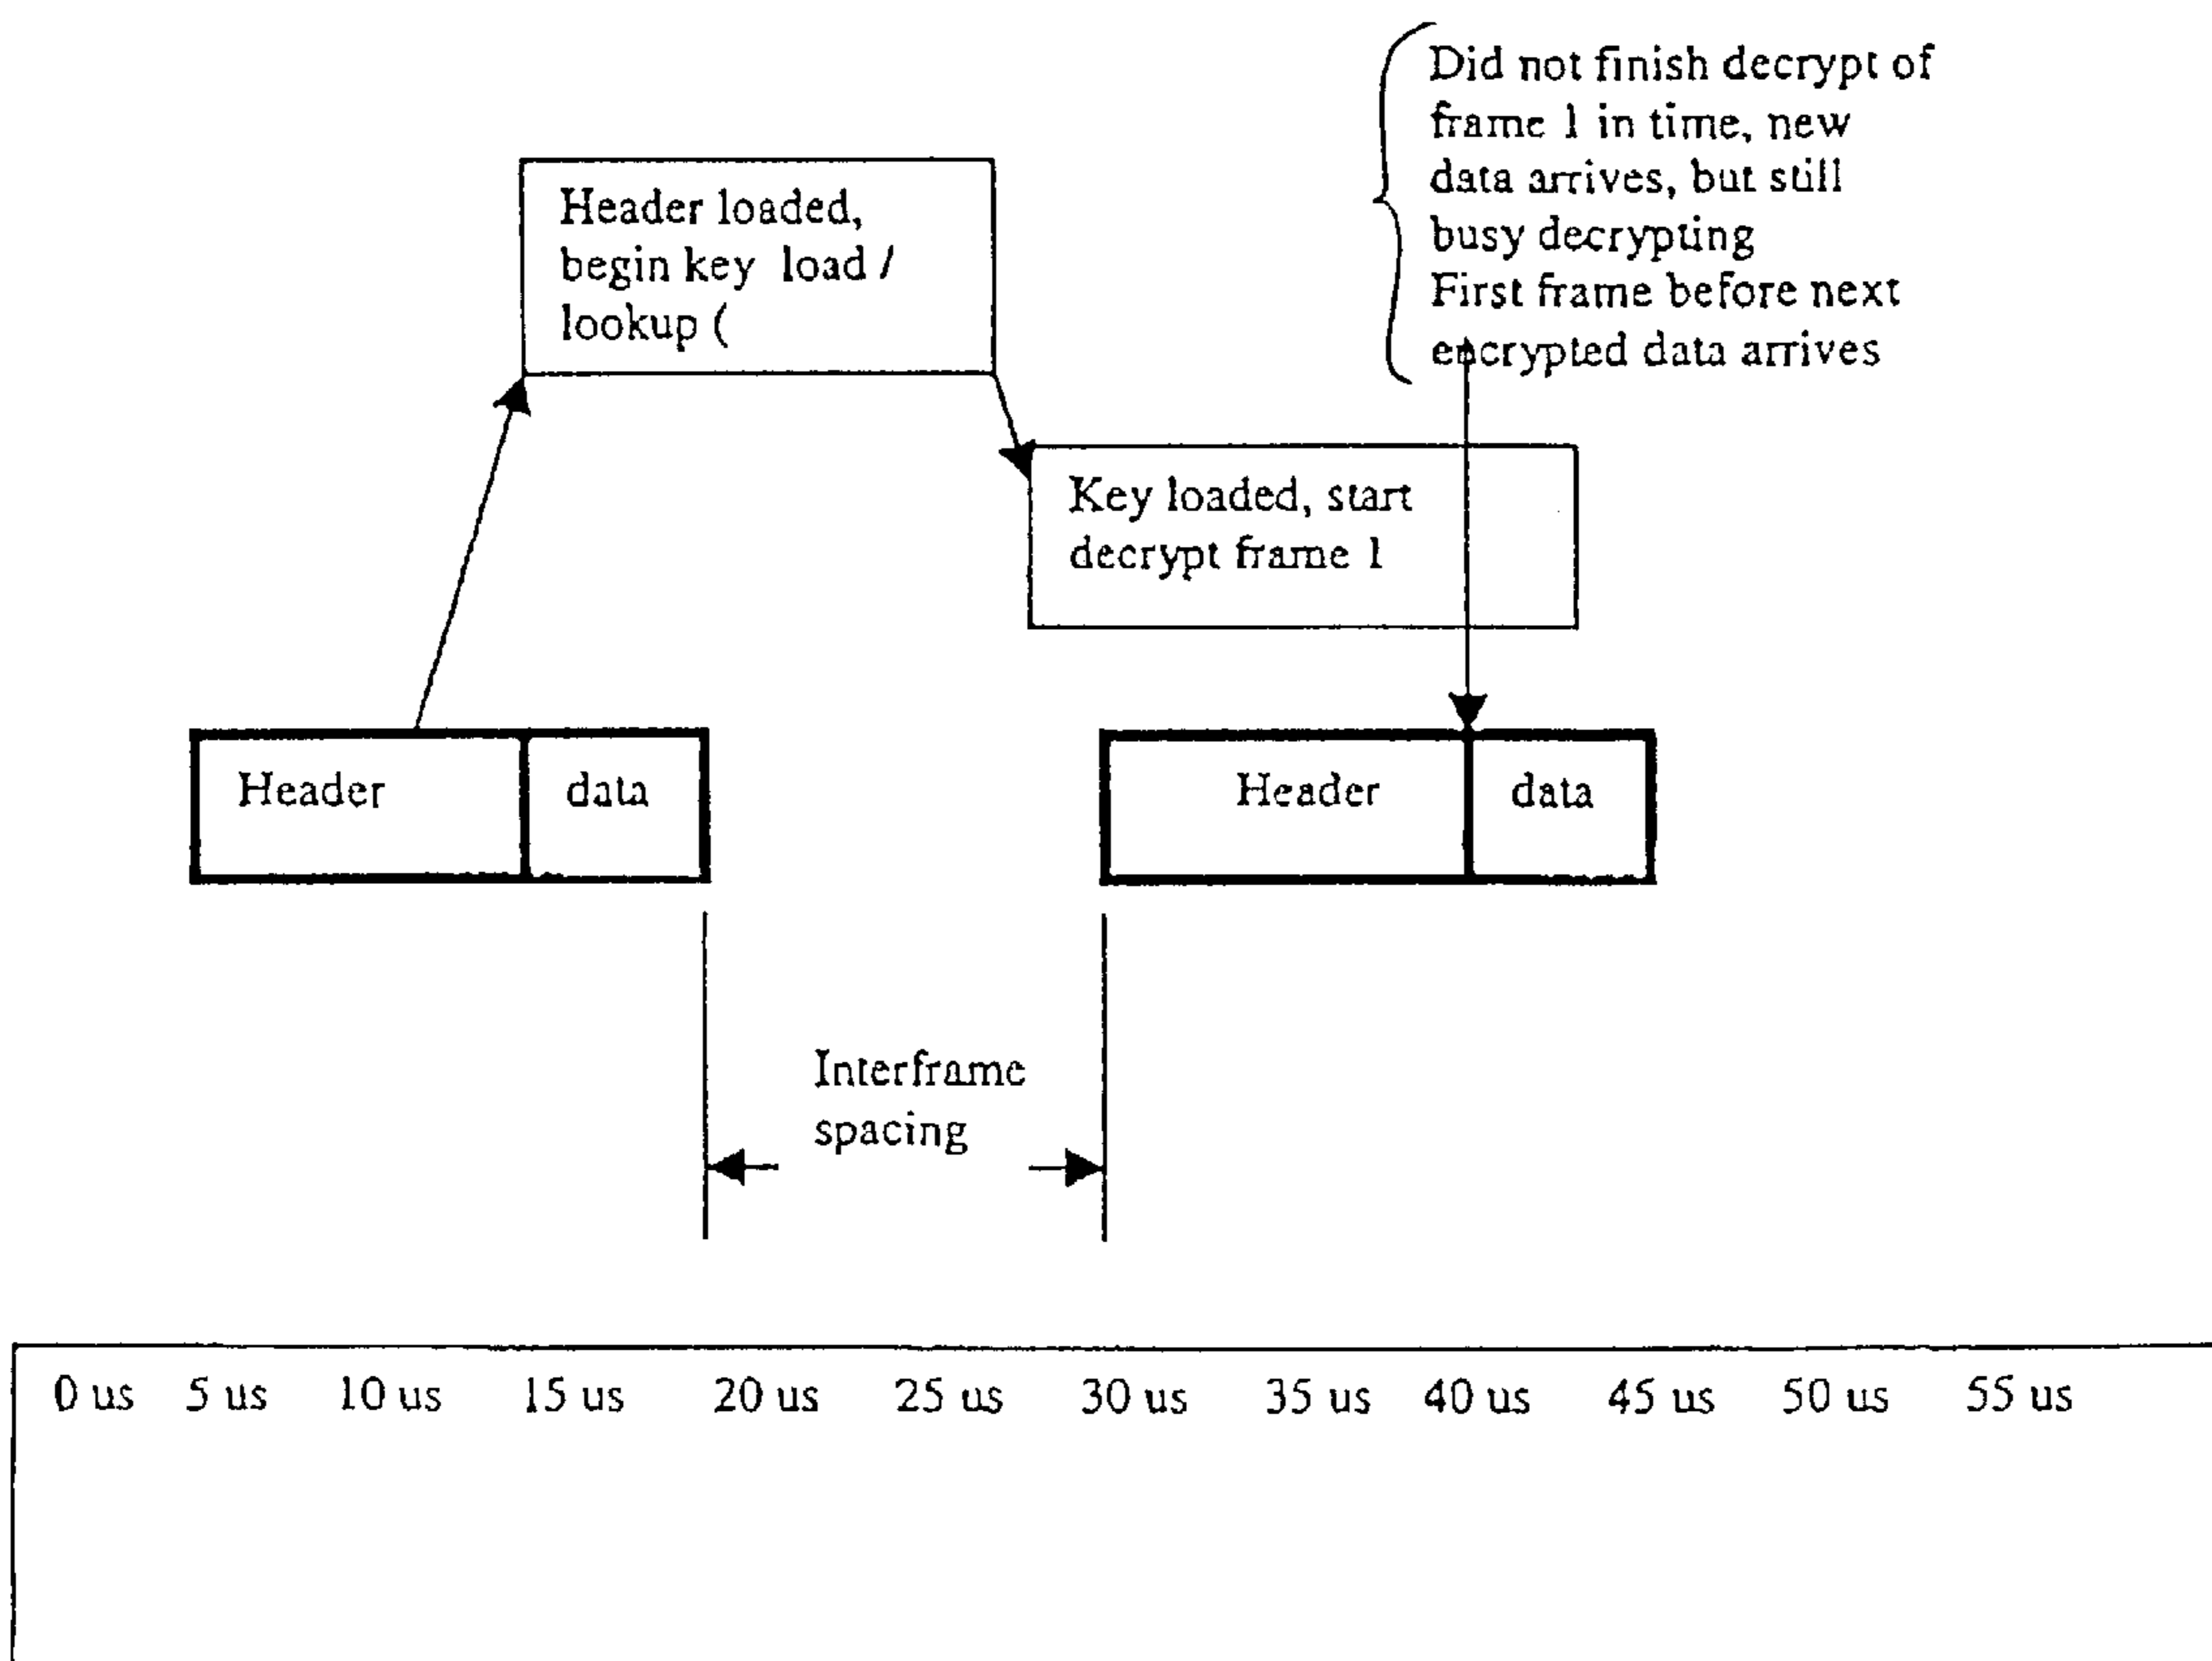 Did not finish decrypt of
frame 1 in time, new
data arrives, but still
busy decrypting
First frame before next
encrypted data arrives
Header loaded,
begin key load /
lookup (
Key loaded, start
decrypt frame 1
Header data
Header data
Interframe
spacing
0 us 5 us 10 us 15 us 20 us 25 us 30 us 35 us 40 us 45 us 50 us 55 us